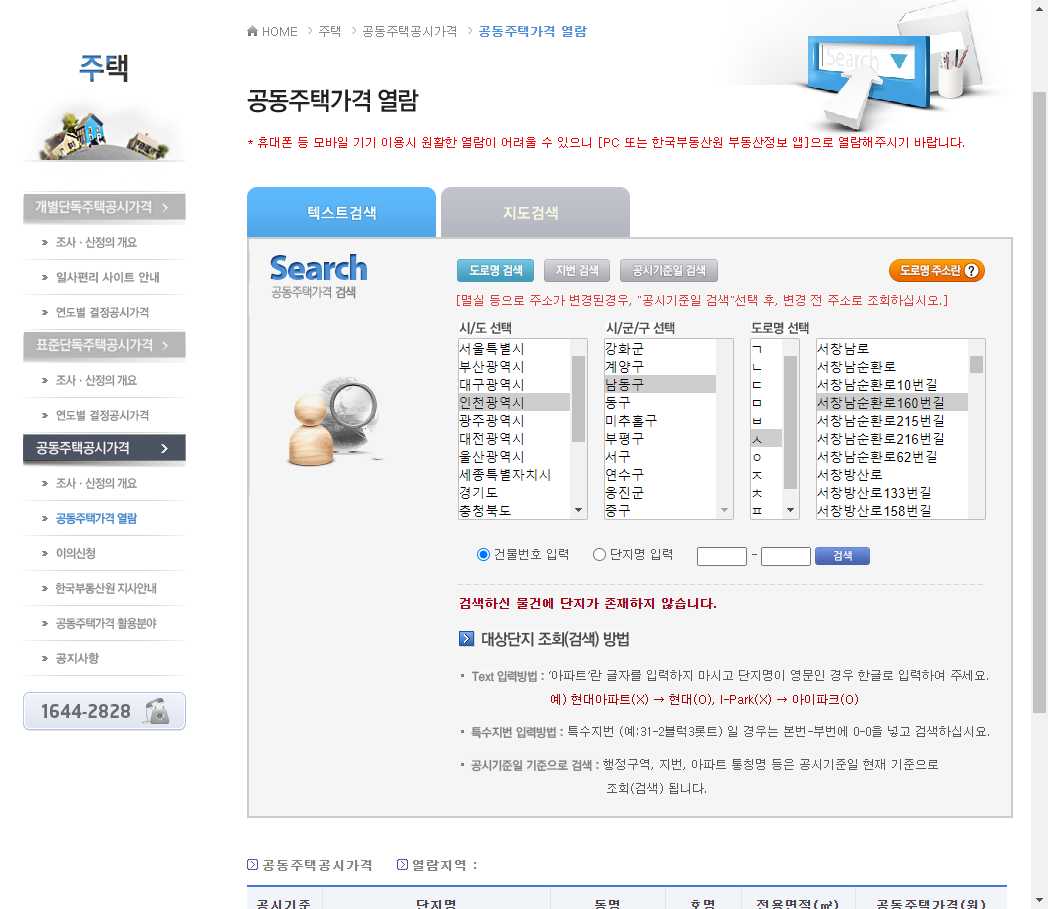 HOME > 주택 > 공동주택공시가격 > 공동주택가격 열람
주택
Search
공동주택가격 열람
* 휴대폰 등 모바일 기기 이용시 원활한 열람이 어려울 수 있으니 [PC 또는 한국부동산원 부동산정보 앱]으로 열람해주시기 바랍니다.
개별단독주택공시가격 >
» 조사·산정의 개요
» 일사편리 사이트 안내
» 연도별 결정공시가격
표준단독주택공시가격 >
» 조사·산정의 개요
» 연도별 결정공시가격
공동주택공시가격 >
» 조사·산정의 개요
» 공동주택가격 열람
» 이의신청
» 한국부동산원 지사안내
» 공동주택가격 활용분야
» 공지사항
1644-2828
텍스트검색 지도검색
Search
공동주택가격 검색
도로명 검색 지번 검색 공시기준일 검색 도로명 주소란 ?
[멸실 등으로 주소가 변경된경우, "공시기준일 검색"선택 후, 변경 전 주소로 조회하십시오.]
시/도 선택 시/군/구 선택 도로명 선택
서울특별시 강화군 ㄱ 서창남로
부산광역시 계양구 ㄴ 서창남순환로
대구광역시 남동구 ㄷ 서창남순환로10번길
인천광역시 동구 ㅁ 서창남순환로160번길
광주광역시 미추홀구 ㅂ 서창남순환로215번길
대전광역시 부평구 ㅅ 서창남순환로216번길
울산광역시 서구 ㅇ 서창남순환로62번길
세종특별자치시 연수구 ㅈ 서창방산로
경기도 옹진군 ㅊ 서창방산로133번길
충청북도 중구 ㅍ 서창방산로158번길
건물번호 입력 단지명 입력 - 검색
검색하신 물건에 단지가 존재하지 않습니다.
대상단지 조회(검색) 방법
· Text 입력방법 : '아파트'란 글자를 입력하지 마시고 단지명이 영문인 경우 한글로 입력하여 주세요.
예) 현대아파트(X) → 현대(O), I-Park(X) → 아이파크(O)
· 특수지번 입력방법 : 특수지번 (예:31-2블럭3롯트) 일 경우는 본번-부번에 0-0을 넣고 검색하십시요.
· 공시기준일 기준으로 검색 : 행정구역, 지번, 아파트 통칭명 등은 공시기준일 현재 기준으로
조회(검색) 됩니다.
공동주택공시가격 열람지역 :
공시기준 단지명 동명 호명 전용면적(㎡) 공동주택가격(원)